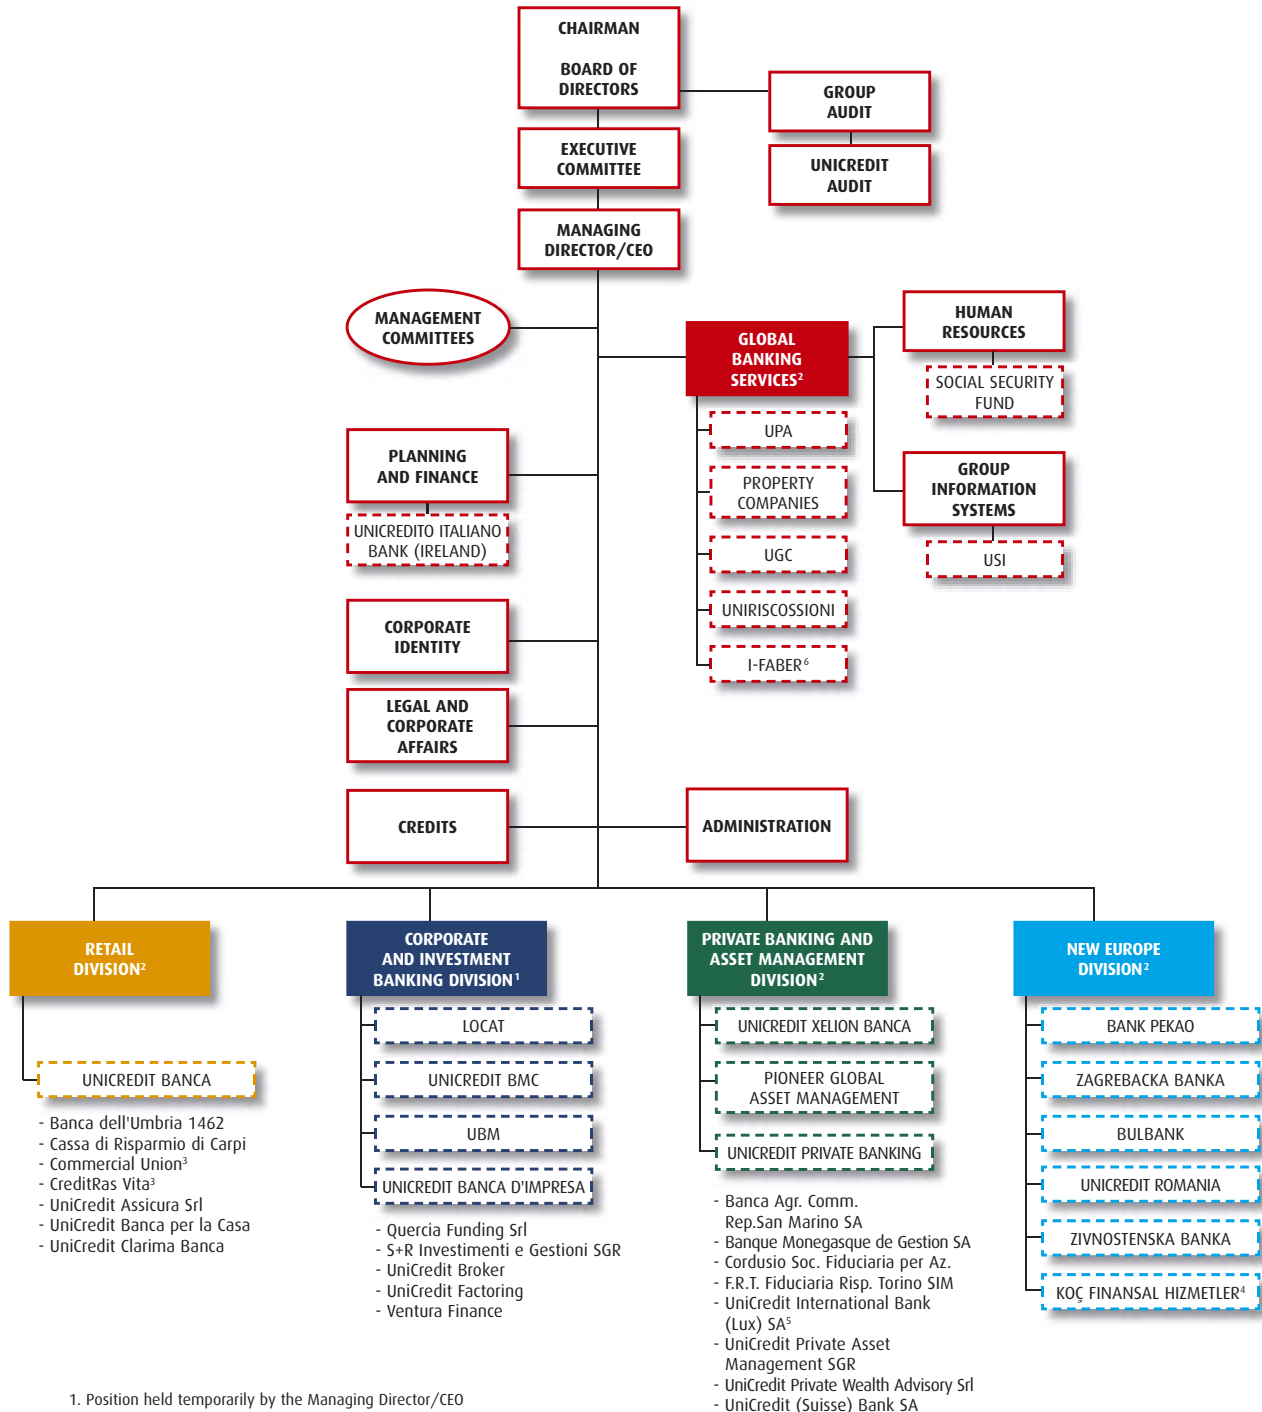 CHAIRMAN
BOARD OF
DIRECTORS
GROUP
AUDIT
EXECUTIVE
COMMITTEE
UNICREDIT
AUDIT
MANAGING
DIRECTOR/CEO
MANAGEMENT
COMMITTEES
GLOBAL
BANKING
SERVICES²
HUMAN
RESOURCES
SOCIAL SECURITY
FUND
GROUP
INFORMATION
SYSTEMS
USI
UPA
PROPERTY
COMPANIES
UGC
UNIRISCOSSIONI
I-FABER⁶
PLANNING
AND FINANCE
UNICREDITO ITALIANO
BANK (IRELAND)
CORPORATE
IDENTITY
LEGAL AND
CORPORATE
AFFAIRS
CREDITS
ADMINISTRATION
RETAIL
DIVISION²
UNICREDIT BANCA
- Banca dell'Umbria 1462
- Cassa di Risparmio di Carpi
- Commercial Union³
- CreditRas Vita³
- UniCredit Assicura Srl
- UniCredit Banca per la Casa
- UniCredit Clarima Banca
CORPORATE
AND INVESTMENT
BANKING DIVISION¹
LOCAT
UNICREDIT BMC
UBM
UNICREDIT BANCA D'IMPRESA
- Quercia Funding Srl
- S+R Investimenti e Gestioni SGR
- UniCredit Broker
- UniCredit Factoring
- Ventura Finance
PRIVATE BANKING AND
ASSET MANAGEMENT
DIVISION²
UNICREDIT XELION BANCA
PIONEER GLOBAL
ASSET MANAGEMENT
UNICREDIT PRIVATE BANKING
- Banca Agr. Comm.
Rep.San Marino SA
- Banque Monegasque de Gestion SA
- Cordusio Soc. Fiduciaria per Az.
- F.R.T. Fiduciaria Risp. Torino SIM
- UniCredit International Bank
(Lux) SA⁵
- UniCredit Private Asset
Management SGR
- UniCredit Private Wealth Advisory Srl
- UniCredit (Suisse) Bank SA
NEW EUROPE
DIVISION²
BANK PEKAO
ZAGREBACKA BANKA
BULBANK
UNICREDIT ROMANIA
ZIVNOSTENSKA BANKA
KOÇ FINANSAL HIZMETLER⁴
1. Position held temporarily by the Managing Director/CEO